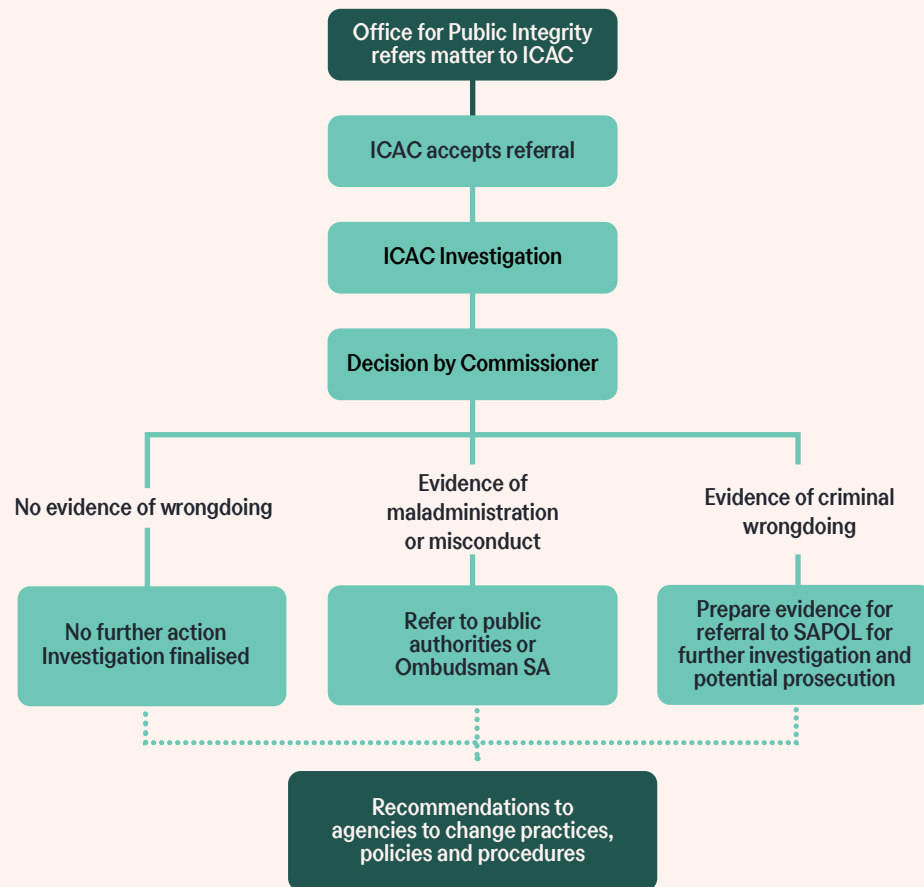 Office for Public Integrity
refers matter to ICAC
ICAC accepts referral
ICAC Investigation
Decision by Commissioner
No evidence of wrongdoing
Evidence of
maladministration
or misconduct
Evidence of criminal
wrongdoing
No further action
Investigation finalised
Refer to public
authorities or
Ombudsman SA
Prepare evidence for
referral to SAPOL for
further investigation and
potential prosecution
Recommendations to
agencies to change practices,
policies and procedures